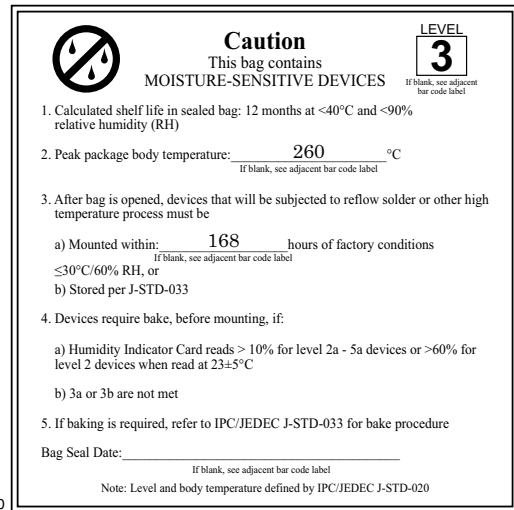 Caution
This bag contains
MOISTURE-SENSITIVE DEVICES
LEVEL
3
If blank, see adjacent
bar code label
1. Calculated shelf life in sealed bag: 12 months at <40°C and <90%
relative humidity (RH)
2. Peak package body temperature: 260 °C
If blank, see adjacent bar code label
3. After bag is opened, devices that will be subjected to reflow solder or other high
temperature process must be
a) Mounted within: 168 hours of factory conditions
If blank, see adjacent bar code label
≤30°C/60% RH, or
b) Stored per J-STD-033
4. Devices require bake, before mounting, if:
a) Humidity Indicator Card reads > 10% for level 2a - 5a devices or >60% for
level 2 devices when read at 23±5°C
b) 3a or 3b are not met
5. If baking is required, refer to IPC/JEDEC J-STD-033 for bake procedure
Bag Seal Date:
If blank, see adjacent bar code label
Note: Level and body temperature defined by IPC/JEDEC J-STD-020